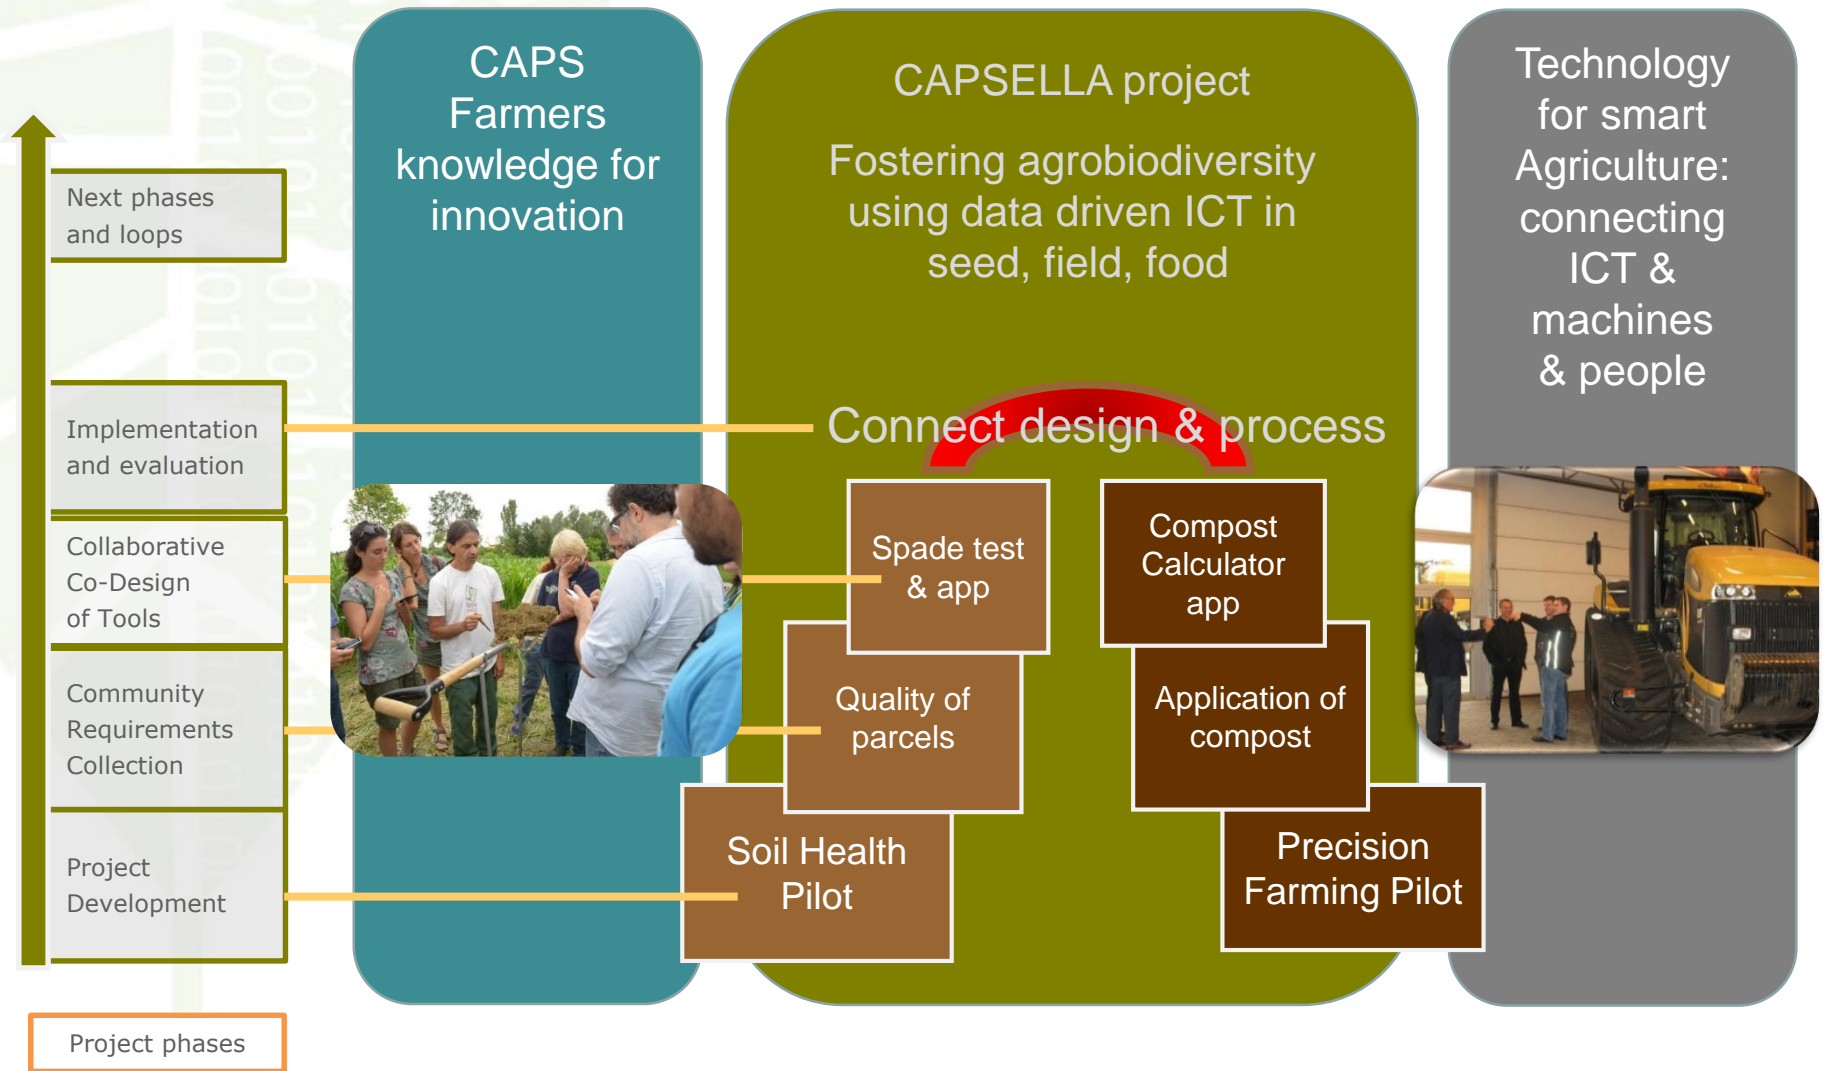 CAPS
Farmers
knowledge for
innovation
CAPSELLA project
Fostering agrobiodiversity
using data driven ICT in
seed, field, food
Technology
for smart
Agriculture:
connecting
ICT &
machines
& people
Next phases
and loops
Implementation
and evaluation
Connect design & process
Collaborative
Co-Design
of Tools
Spade test
& app
Compost
Calculator
app
Community
Requirements
Collection
Quality of
parcels
Application of
compost
Project
Development
Soil Health
Pilot
Precision
Farming Pilot
Project phases